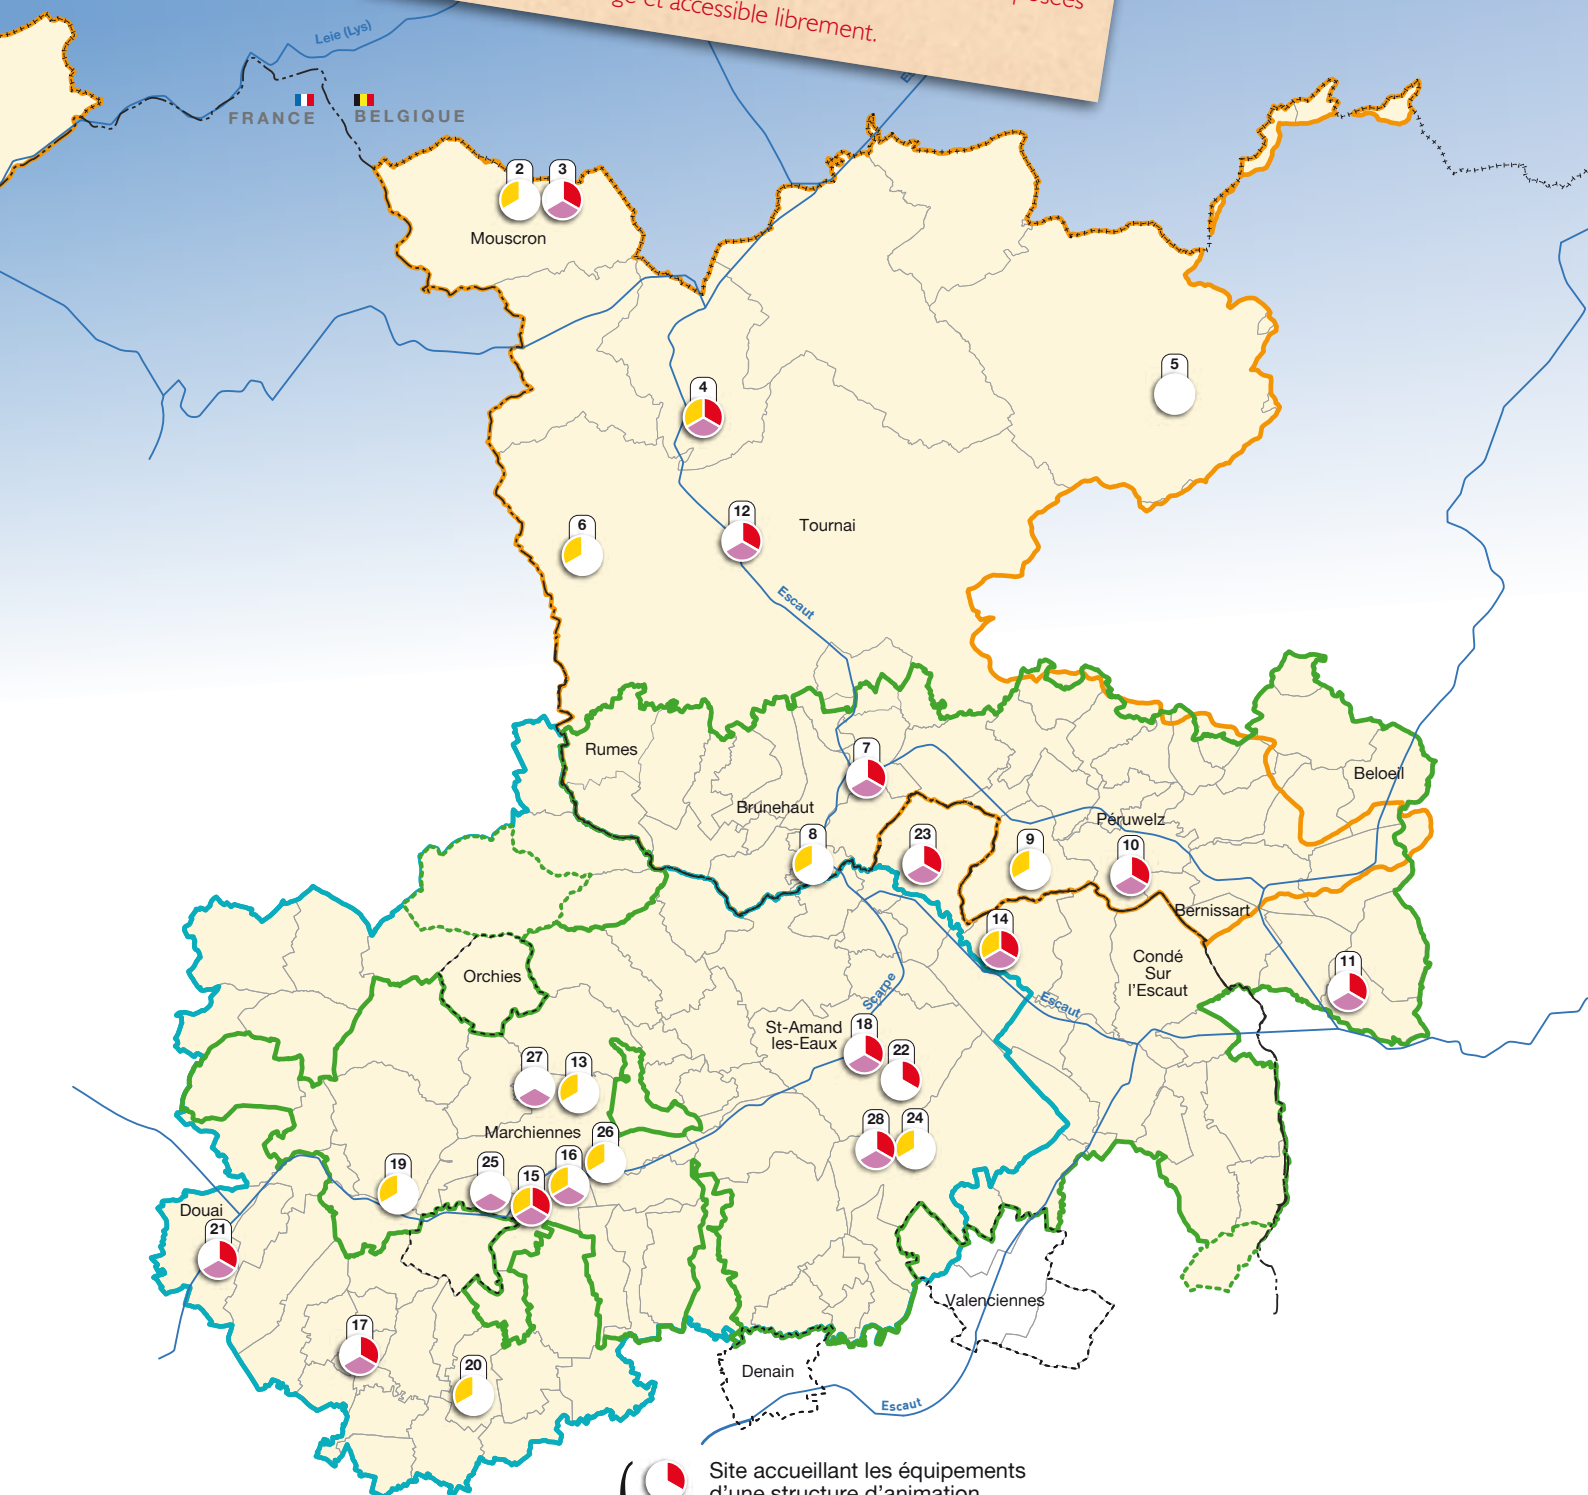 et accessible librement.
Leie (Lys)
FRANCE
BELGIQUE
2
3
Mouscron
5
4
12
6
Tournai
Escaut
Rumes
7
Beloeil
Brunehaut
Péruwelz
8
23
9
10
Bernissart
14
Condé
Sur
l'Escaut
11
Orchies
Scarpe
Escaut
St-Amand
les-Eaux
18
22
27
13
Marchiennes
26
28
24
19
25
16
15
Douai
21
Valenciennes
17
20
Denain
Escaut
Site accueillant les équipements
d'une structure d'animation